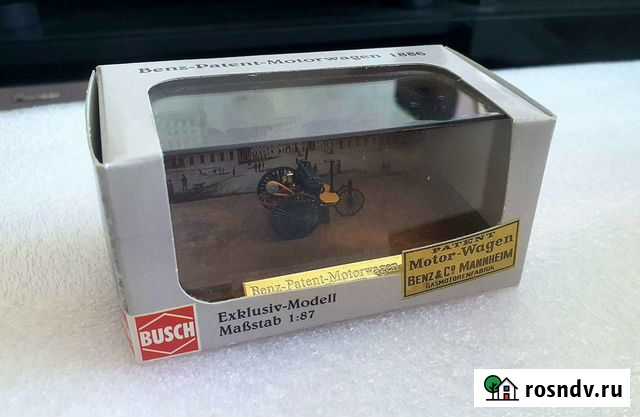 Benz-Patent-Motorwagen 1886
Benz-Patent-Motorwagen
PATENT
Motor-Wagen
BENZ & Co MANNHEIM
GASMOTORENFABRIK
Exklusiv-Modell
Maßstab 1:87
BUSCH
rosndv.ru